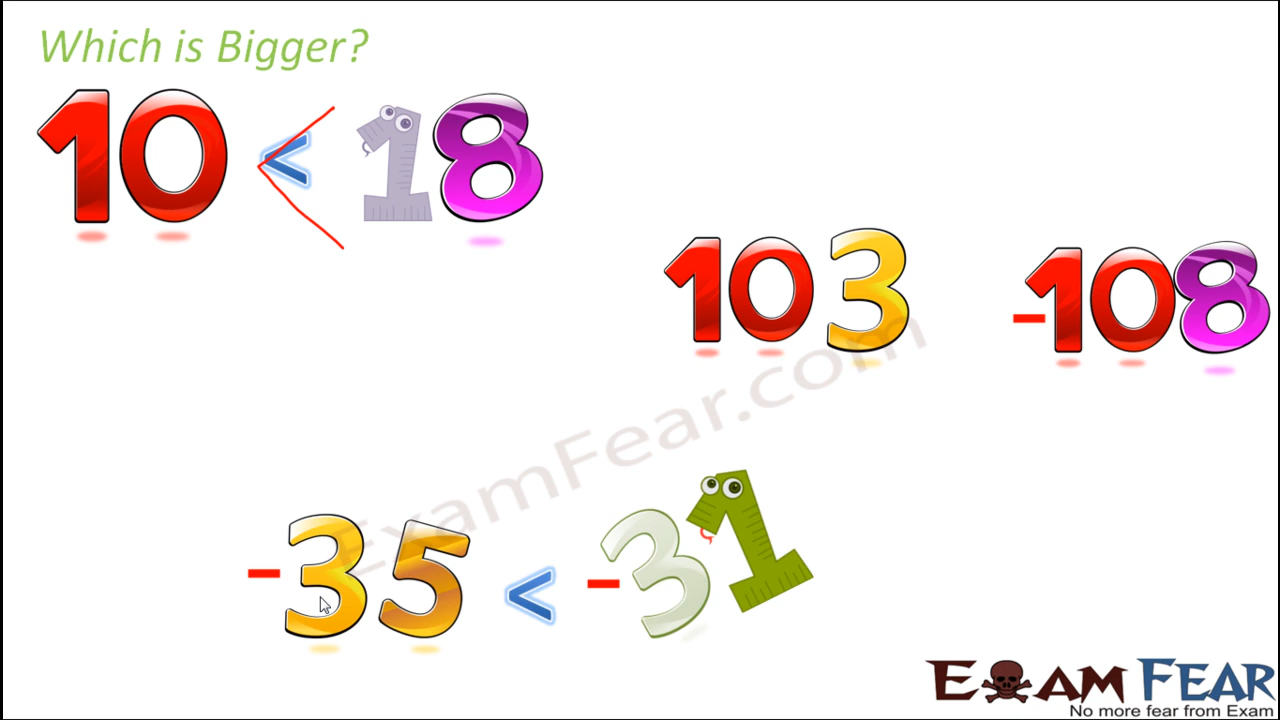 Which is Bigger?
10 < 18
103 -108
ExamFear.com
-35 < -31
EXAM FEAR
No more fear from Exam